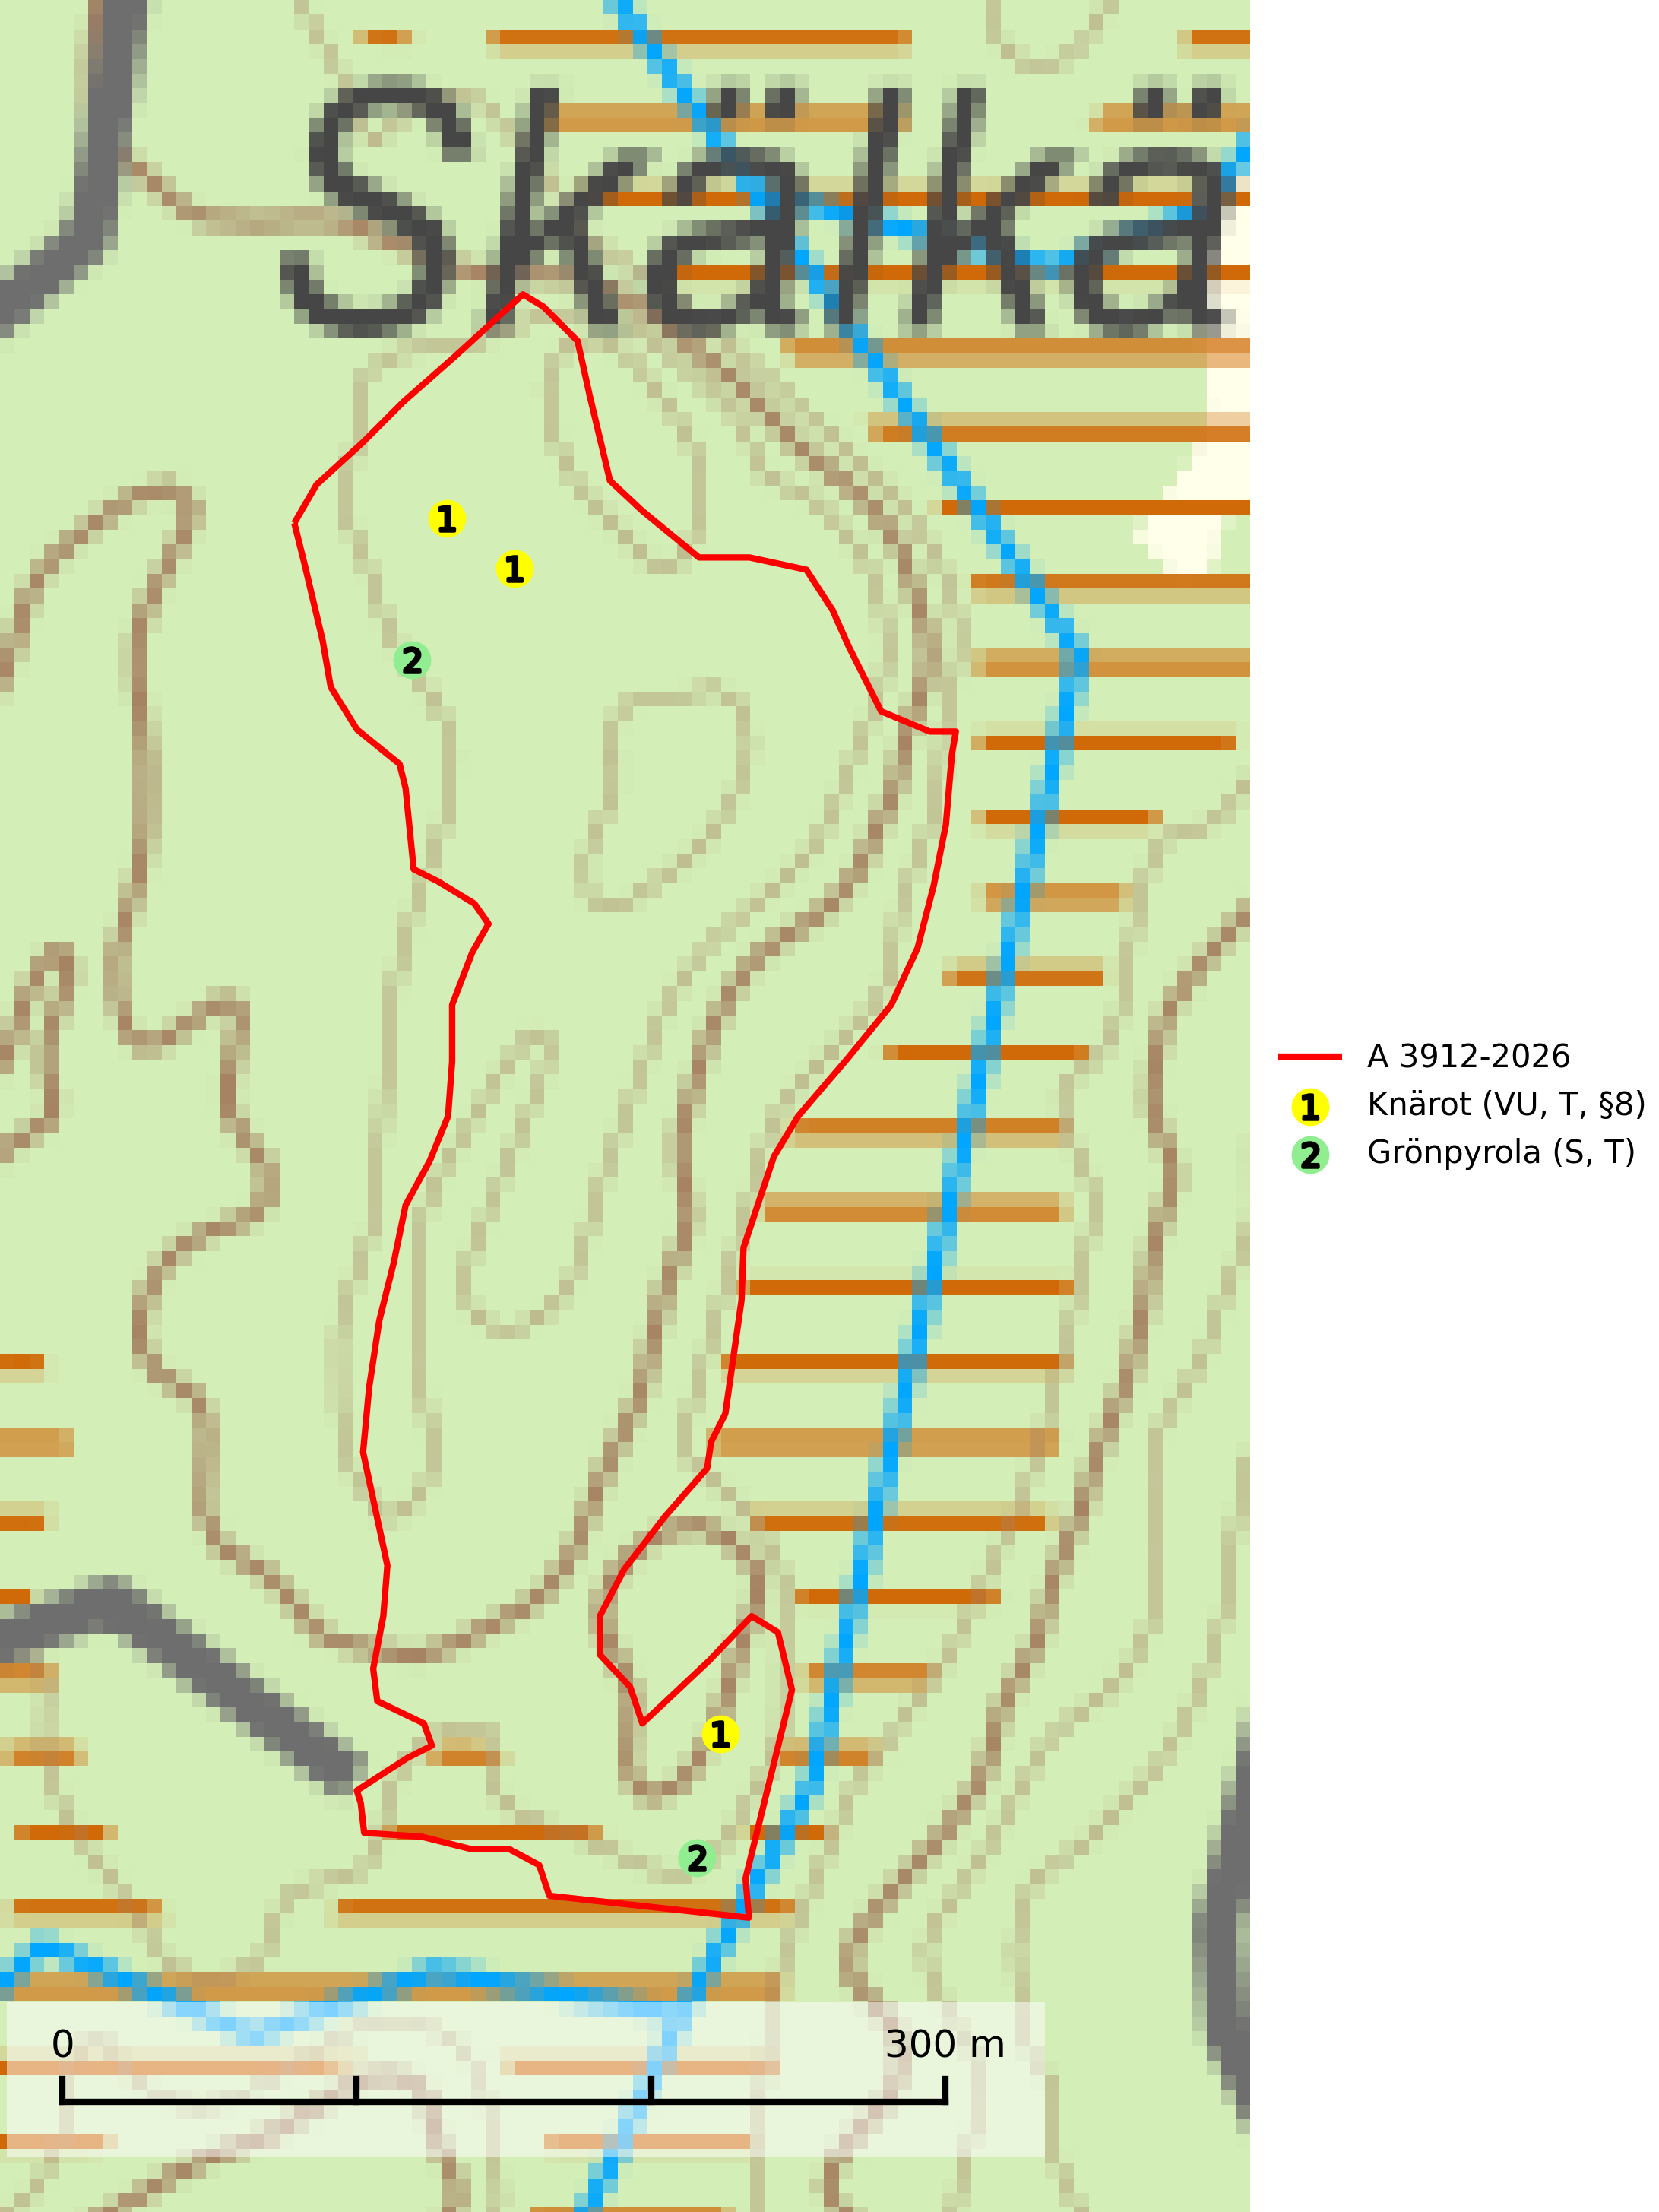 Skälkä
1
1
2
1
2
A 3912-2026
1 Knärot (VU, T, §8)
2 Grönpyrola (S, T)
0 300 m